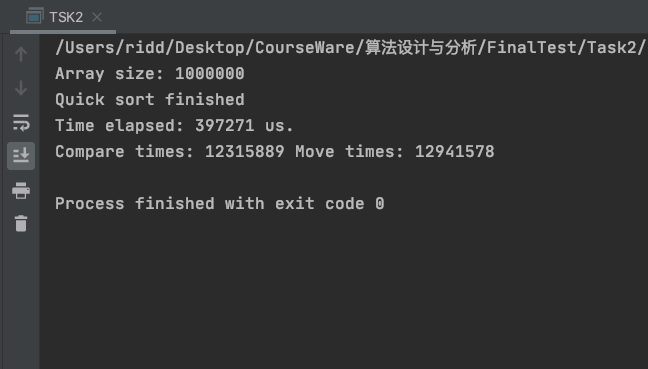 TSK2
/Users/ridd/Desktop/CourseWare/算法设计与分析/FinalTest/Task2/
Array size: 1000000
Quick sort finished
Time elapsed: 397271 us.
Compare times: 12315889 Move times: 12941578
Process finished with exit code 0